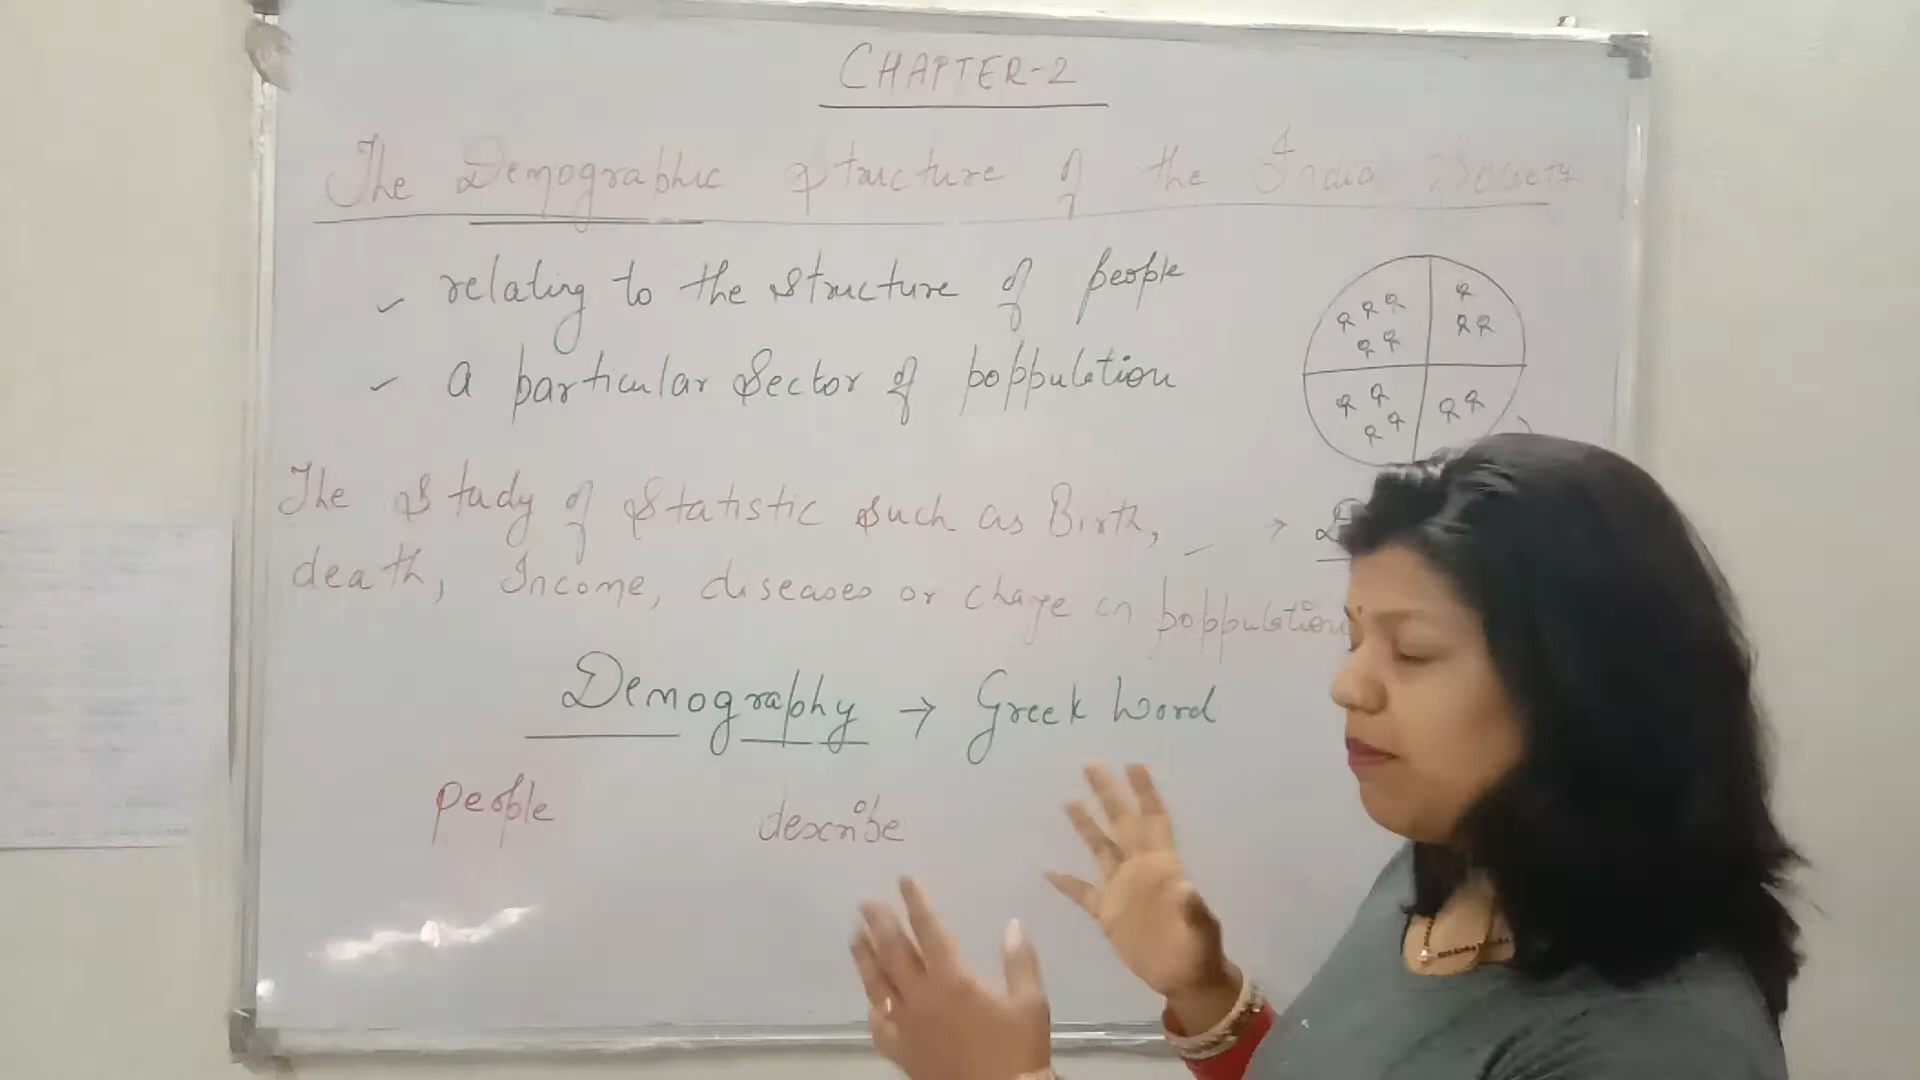 CHAPTER-2
The Demographic Structure of the India Society
relating to the structure of people
a particular Sector of poppulation
The Study of Statistic Such as Birth,
death, Income, diseases or change in poppulation
Demography → Greek Word
people describe